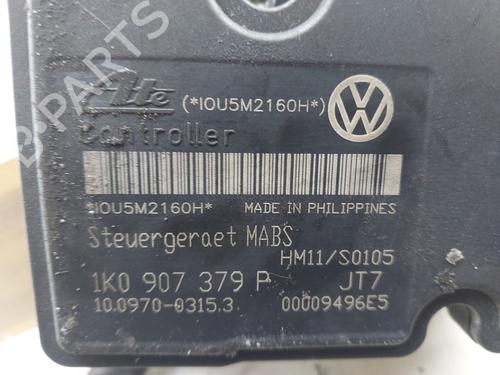 B-PARTS
Ate (*IOU5M2160H*)
Controller
*IOU5M2160H* MADE IN PHILIPPINES
Steuergeraet MABS
HM11/S0105
1K0 907 379 P JT7
10.0970-0315.3 00009496E5